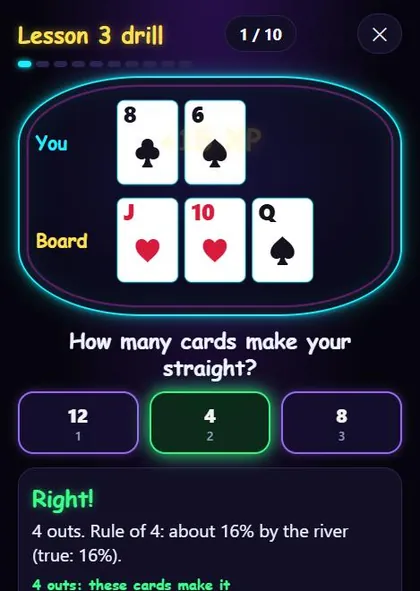 Lesson 3 drill
1 / 10
You
8
6
Board
J
10
Q
How many cards make your
straight?
12
1
4
2
8
3
Right!
4 outs. Rule of 4: about 16% by the river
(true: 16%).
4 outs: these cards make it